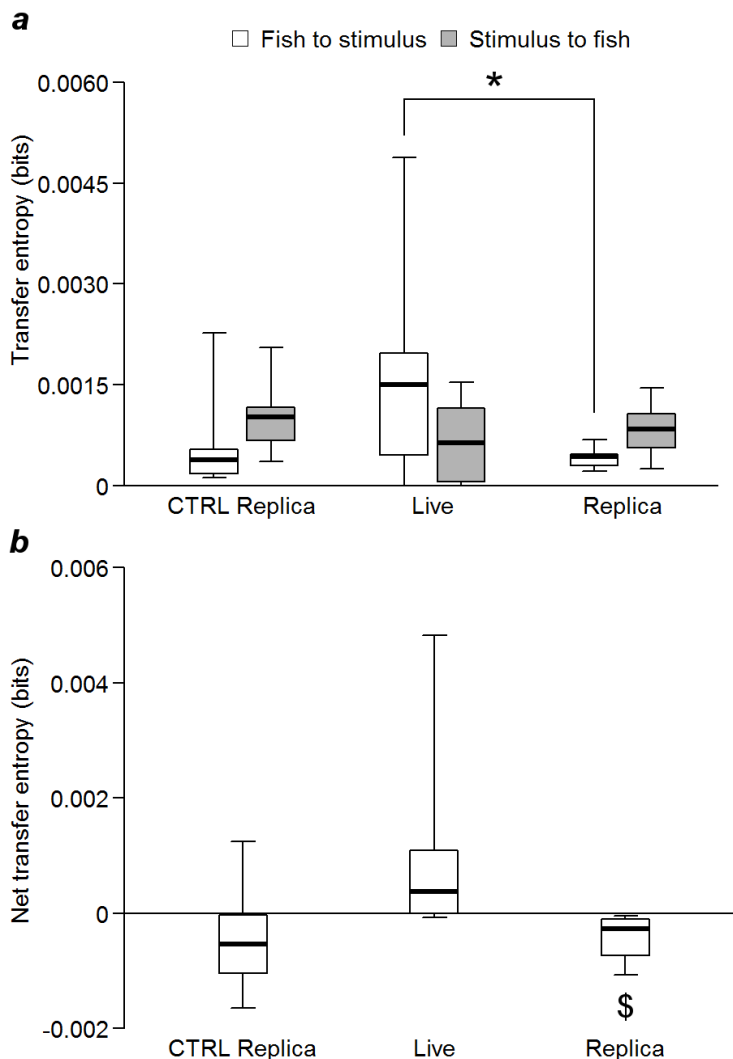 a
Fish to stimulus Stimulus to fish
*
Transfer entropy (bits)
0.0060
0.0045
0.0030
0.0015
0
CTRL Replica Live Replica
b
Net transfer entropy (bits)
0.006
0.004
0.002
0
-0.002
$
CTRL Replica Live Replica